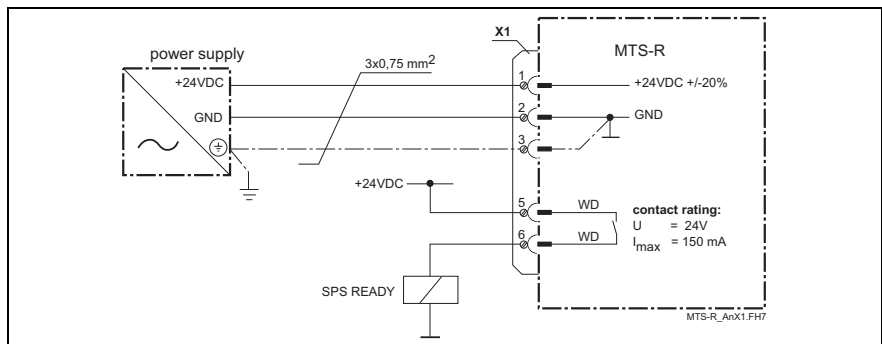 X1
MTS-R
power supply
3x0,75 mm2
+24VDC
1
+24VDC +/-20%
GND
2
GND
3
+24VDC
5
WD
contact rating:
U = 24V
6
WD
Imax = 150 mA
SPS READY
MTS-R_AnX1.FH7